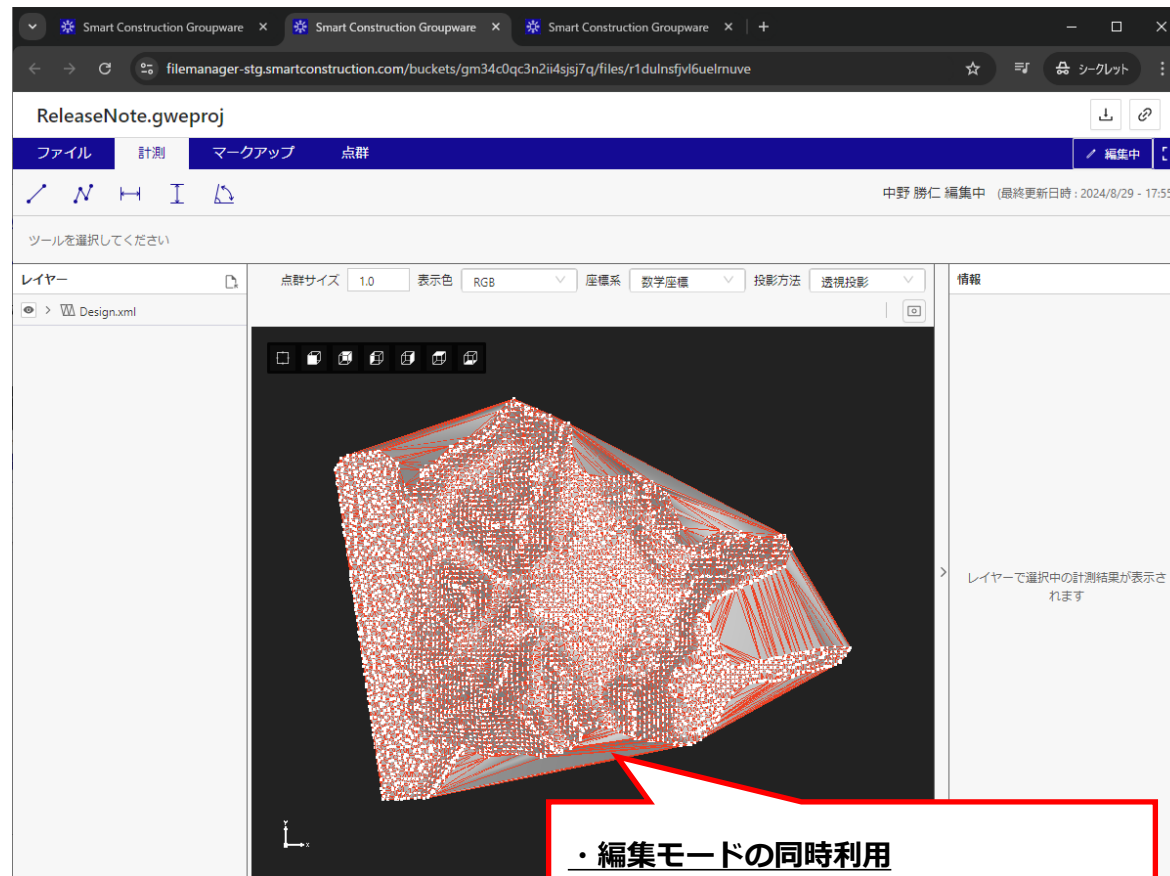 Smart Construction Groupware
Smart Construction Groupware
Smart Construction Groupware
filemanager-stg.smartconstruction.com/buckets/gm34c0qc3n2ii4sjsj7q/files/r1dulnsfjvl6uelrnuve
シークレット
ReleaseNote.gweproj
ファイル 計測 マークアップ 点群 編集中
中野 勝仁 編集中 (最終更新日時 : 2024/8/29 - 17:55
ツールを選択してください
レイヤー
点群サイズ 1.0 表示色 RGB 座標系 数学座標 投影方法 透視投影
情報
Design.xml
レイヤーで選択中の計測結果が表示さ
れます
Y
X
・編集モードの同時利用